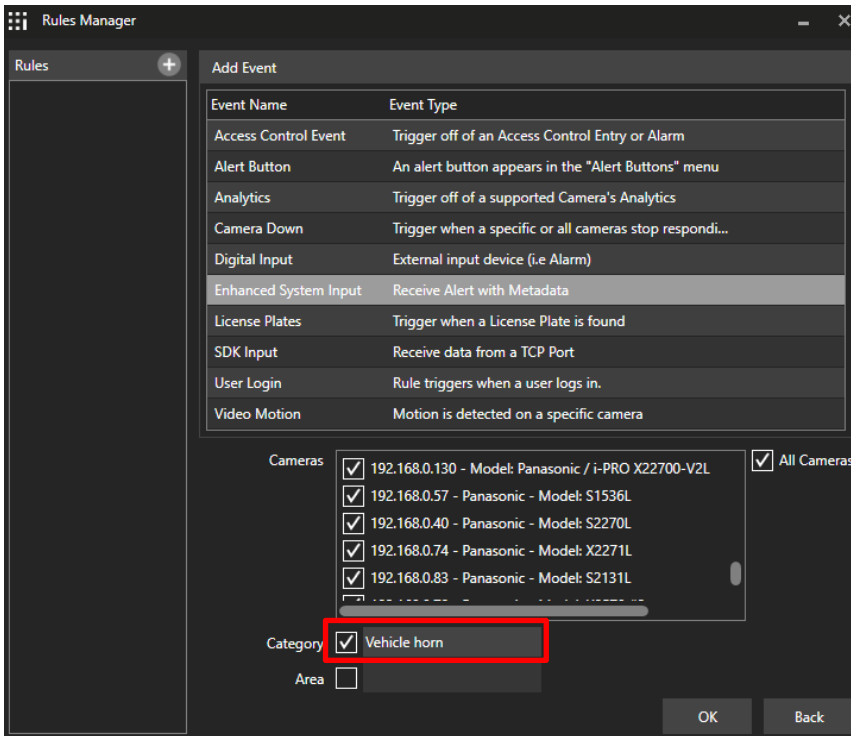 Rules Manager
Rules
Add Event
Event Name Event Type
Access Control Event Trigger off of an Access Control Entry or Alarm
Alert Button An alert button appears in the "Alert Buttons" menu
Analytics Trigger off of a supported Camera's Analytics
Camera Down Trigger when a specific or all cameras stop respondi...
Digital Input External input device (i.e Alarm)
Enhanced System Input Receive Alert with Metadata
License Plates Trigger when a License Plate is found
SDK Input Receive data from a TCP Port
User Login Rule triggers when a user logs in.
Video Motion Motion is detected on a specific camera
Cameras 192.168.0.130 - Model: Panasonic / i-PRO X22700-V2L All Cameras
192.168.0.57 - Panasonic - Model: S1536L
192.168.0.40 - Panasonic - Model: S2270L
192.168.0.74 - Panasonic - Model: X2271L
192.168.0.83 - Panasonic - Model: S2131L
Category Vehicle horn
Area
OK Back